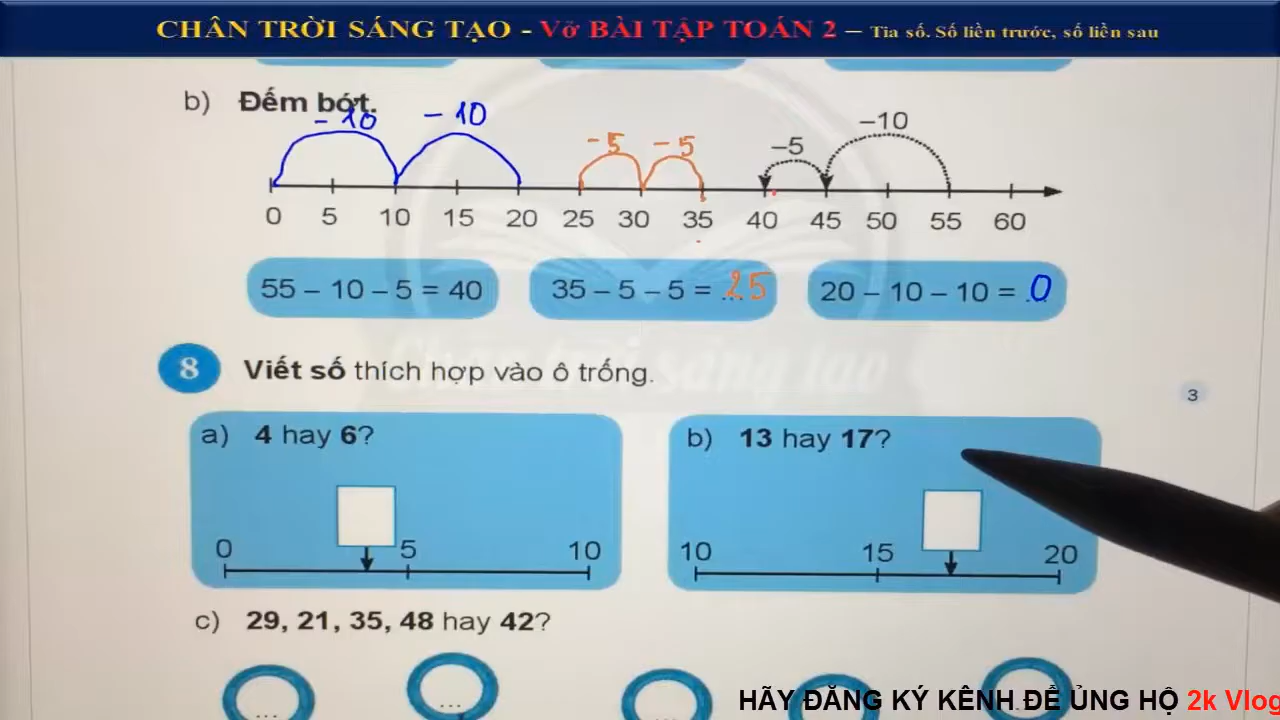 CHÂN TRỜI SÁNG TẠO - Vở BÀI TẬP TOÁN 2 – Tia số. Số liền trước, số liền sau
b) Đếm bớt.
– 10 – 10 –5 –5 –5 –10
0 5 10 15 20 25 30 35 40 45 50 55 60
55 – 10 – 5 = 40 35 – 5 – 5 = 25 20 – 10 – 10 = 0
8 Viết số thích hợp vào ô trống.
3
a) 4 hay 6? b) 13 hay 17?
0 5 10 10 15 20
c) 29, 21, 35, 48 hay 42?
... ...
HÃY ĐĂNG KÝ KÊNH ĐỂ ỦNG HỘ 2k Vlog